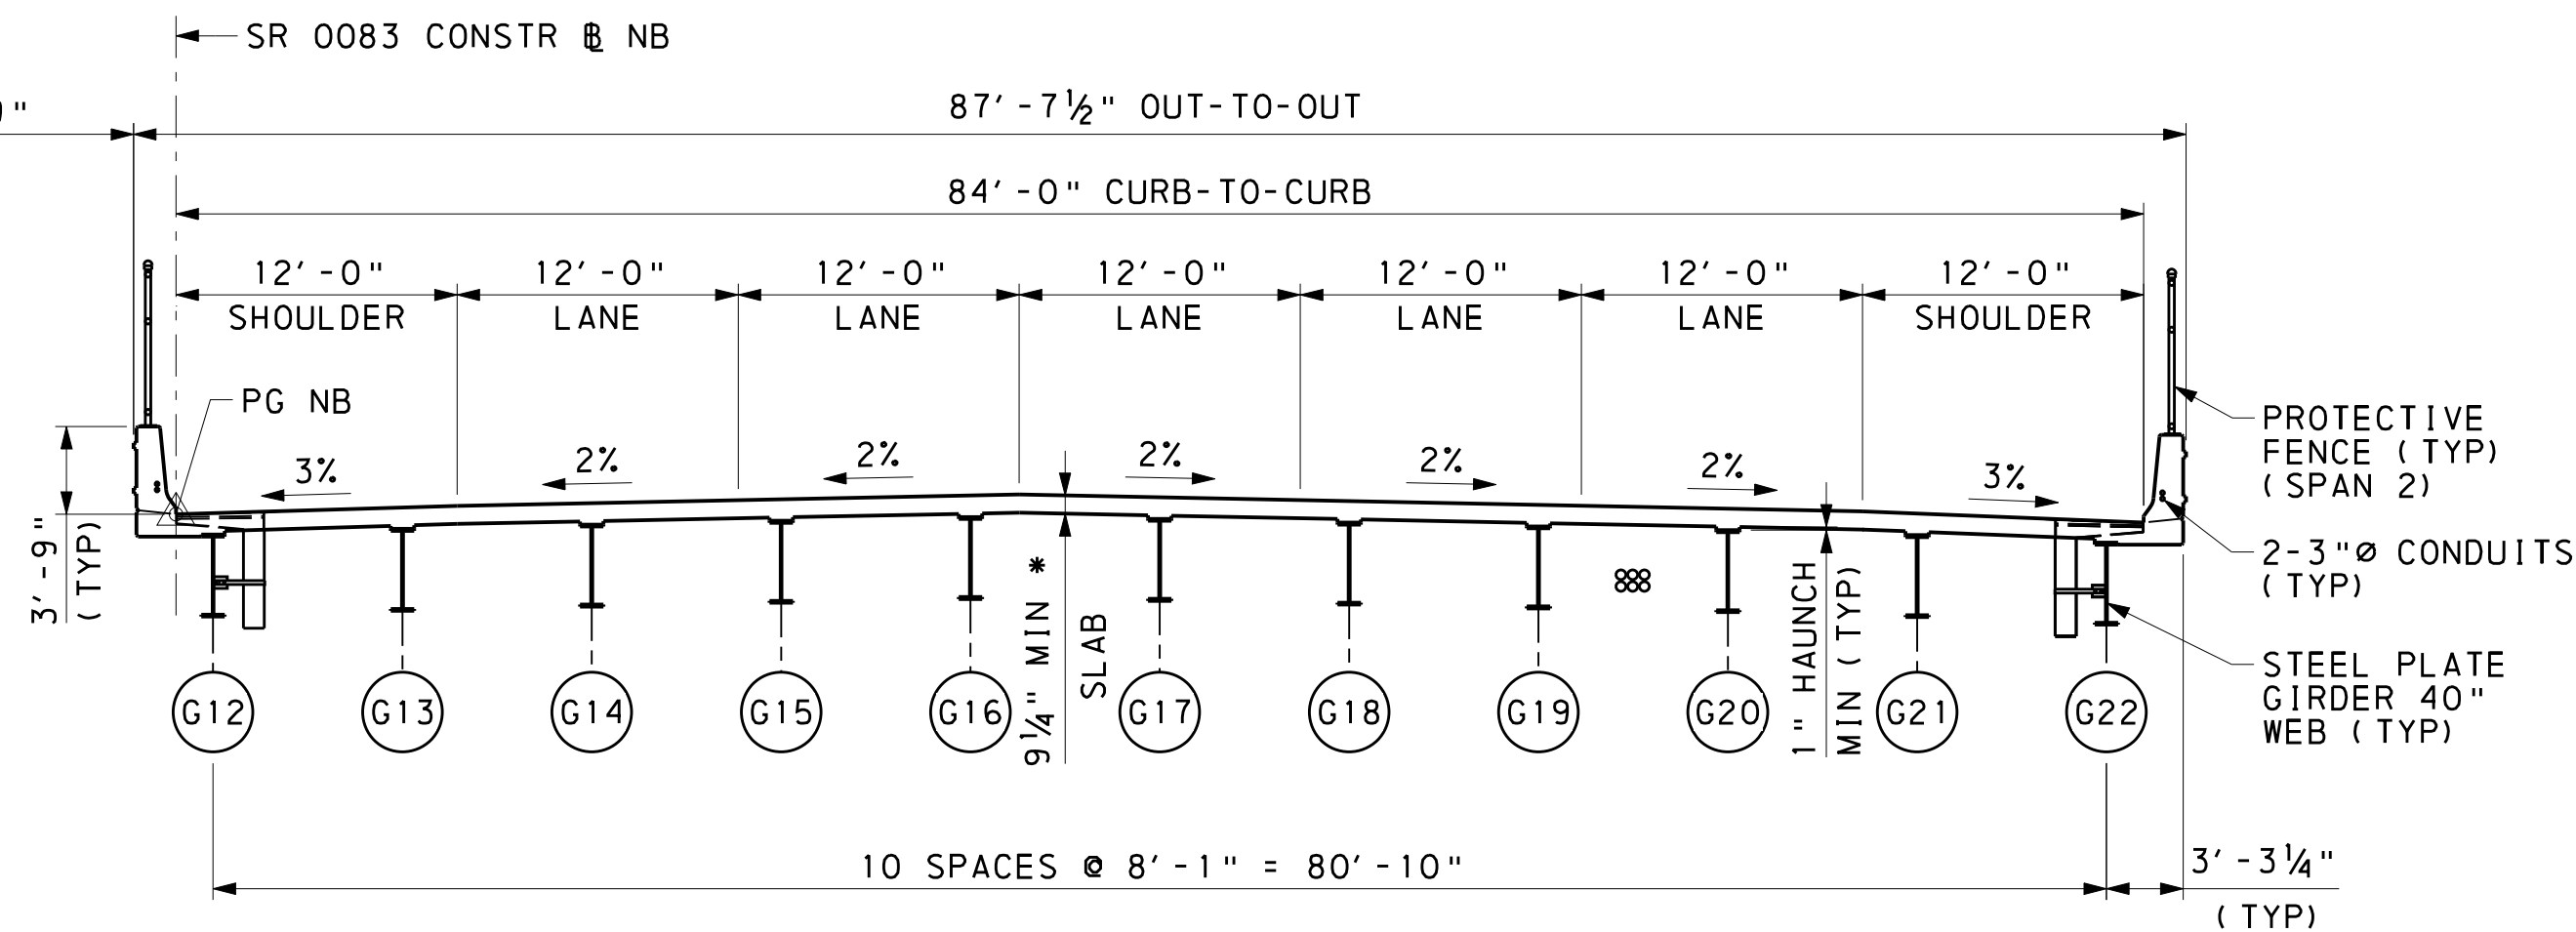 SR 0083 CONSTR ℄ NB
0"
87'-7½" OUT-TO-OUT
84'-0" CURB-TO-CURB
12'-0" 12'-0" 12'-0" 12'-0" 12'-0" 12'-0" 12'-0"
SHOULDER LANE LANE LANE LANE LANE SHOULDER
PG NB
3% 2% 2% 2% 2% 2% 3%
PROTECTIVE
FENCE (TYP)
(SPAN 2)
3'-9"
(TYP)
2-3"Ø CONDUITS
(TYP)
9¼" MIN *
SLAB
1" HAUNCH
MIN (TYP)
STEEL PLATE
GIRDER 40"
WEB (TYP)
G12 G13 G14 G15 G16 G17 G18 G19 G20 G21 G22
10 SPACES @ 8'-1" = 80'-10"
3'-3¼"
(TYP)